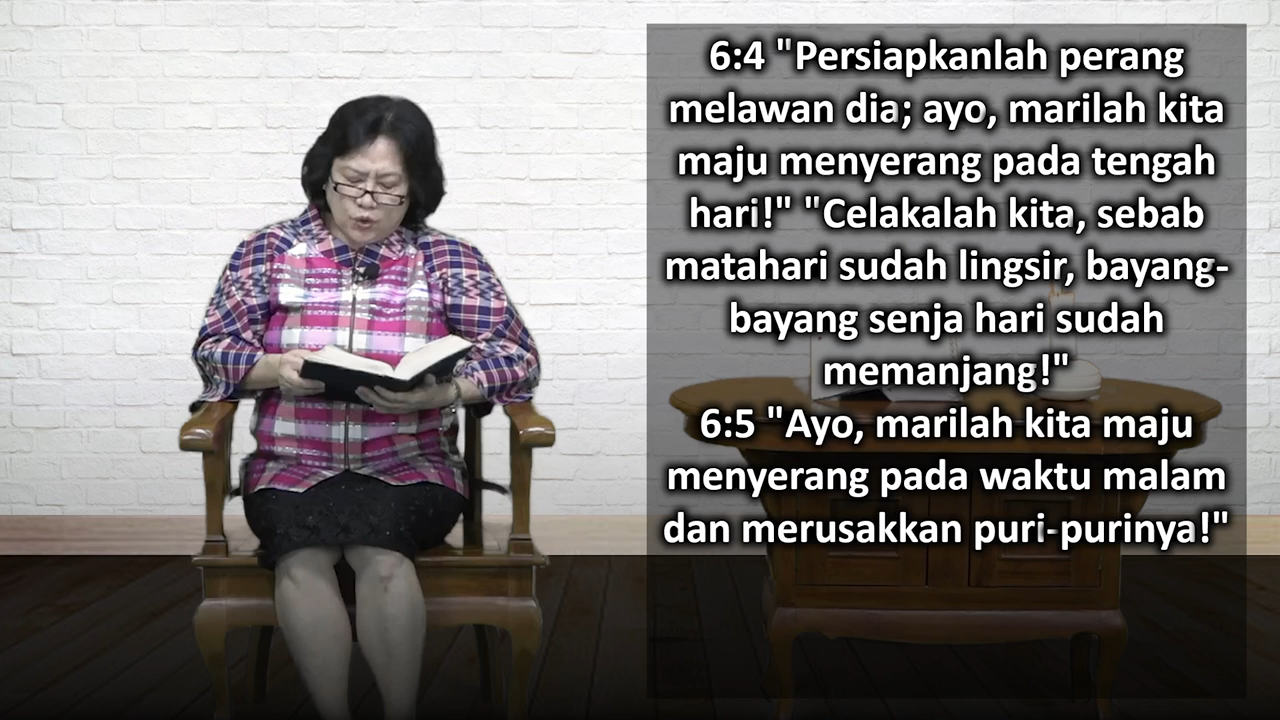 6:4 "Persiapkanlah perang
melawan dia; ayo, marilah kita
maju menyerang pada tengah
hari!" "Celakalah kita, sebab
matahari sudah lingsir, bayang-
bayang senja hari sudah
memanjang!"
6:5 "Ayo, marilah kita maju
menyerang pada waktu malam
dan merusakkan puri-purinya!"